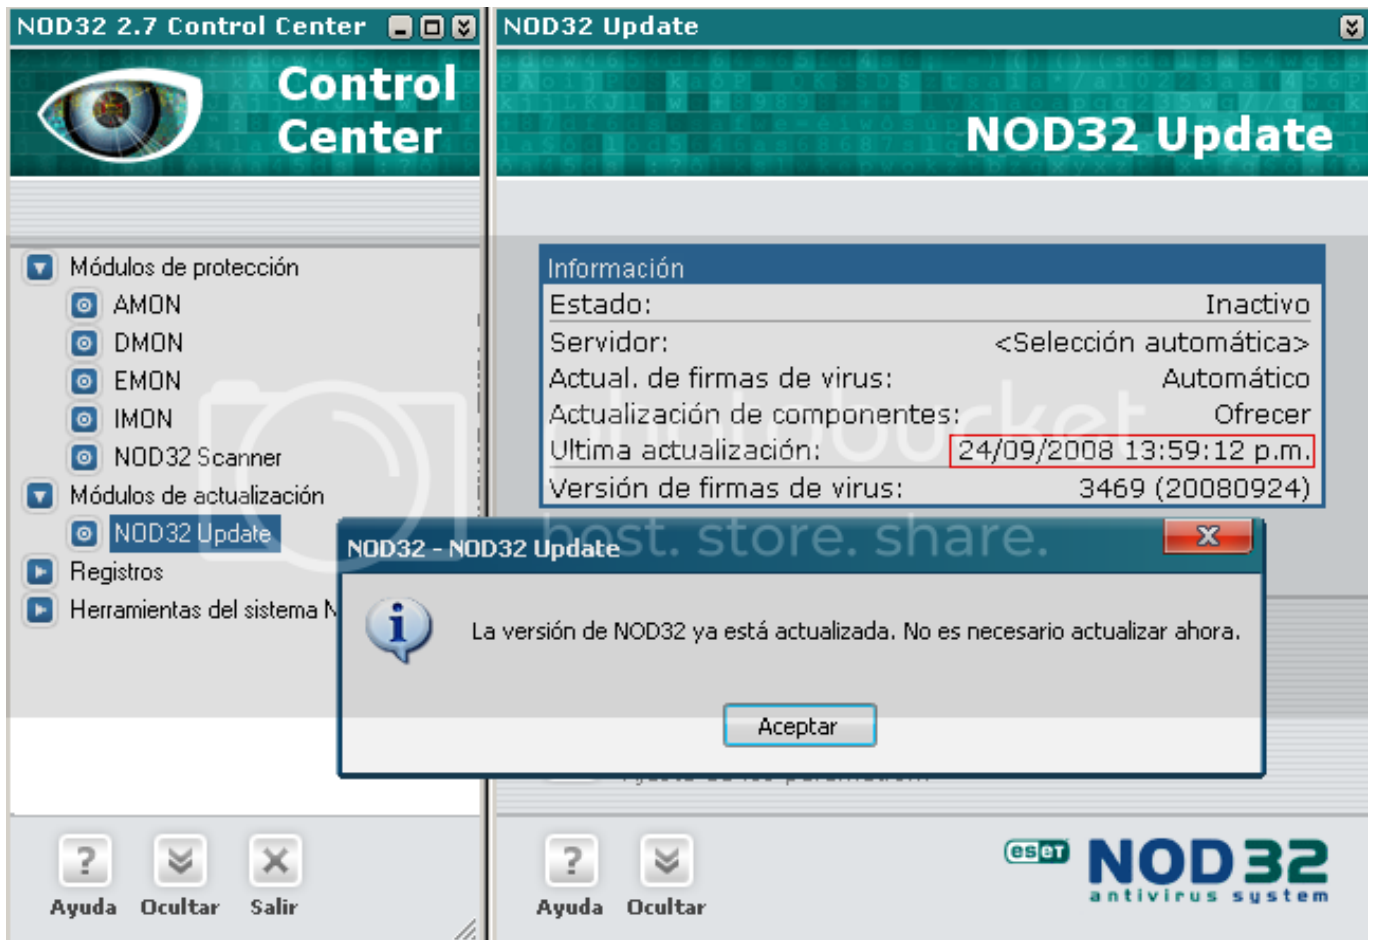 NOD32 2.7 Control Center
Control
Center
Módulos de protección
AMON
DMON
EMON
IMON
NOD32 Scanner
Módulos de actualización
NOD32 Update
Registros
Herramientas del sistema N
Ayuda Ocultar Salir
NOD32 Update
NOD32 Update
Información
Estado: Inactivo
Servidor: <Selección automática>
Actual. de firmas de virus: Automático
Actualización de componentes: Ofrecer
Ultima actualización: 24/09/2008 13:59:12 p.m.
Versión de firmas de virus: 3469 (20080924)
photobucket
host. store. share.
NOD32 - NOD32 Update
La versión de NOD32 ya está actualizada. No es necesario actualizar ahora.
Aceptar
Ayuda Ocultar
eseT NOD32
antivirus system